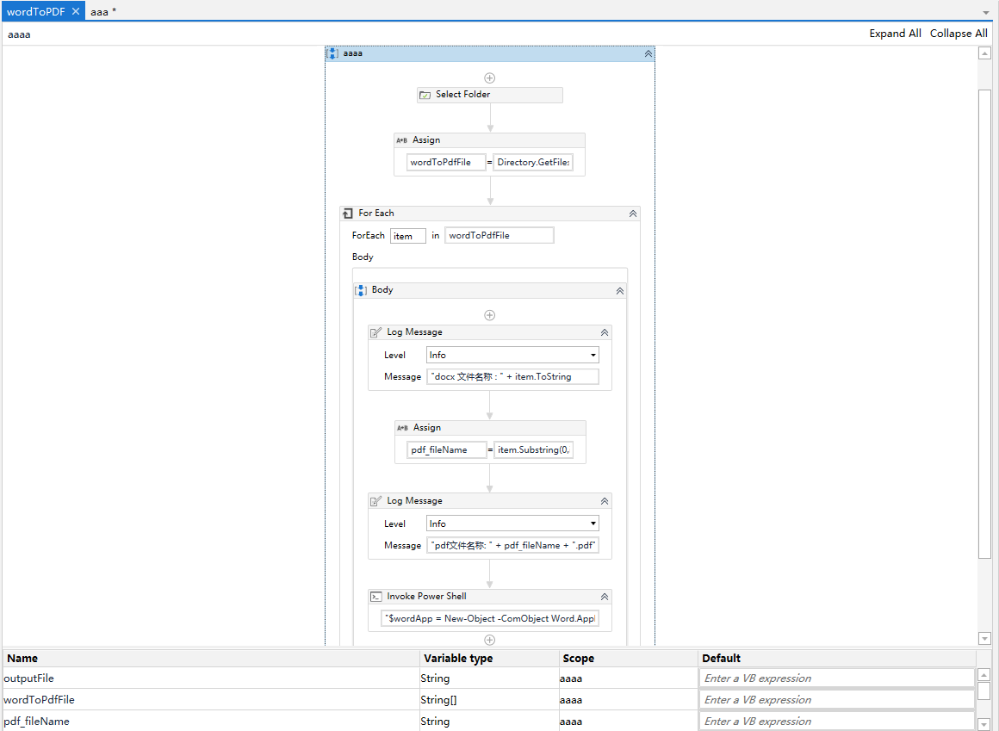 wordToPDF × aaa *
aaaa Expand All Collapse All
aaaa
Select Folder
A+B Assign
wordToPdfFile = Directory.GetFiles
For Each
ForEach item in wordToPdfFile
Body
Body
Log Message
Level Info
Message "docx 文件名称 : " + item.ToString
A+B Assign
pdf_fileName = item.Substring(0,
Log Message
Level Info
Message "pdf文件名称: " + pdf_fileName + ".pdf"
Invoke Power Shell
"$wordApp = New-Object -ComObject Word.Appl
Name Variable type Scope Default
outputFile String aaaa Enter a VB expression
wordToPdfFile String[] aaaa Enter a VB expression
pdf_fileName String aaaa Enter a VB expression